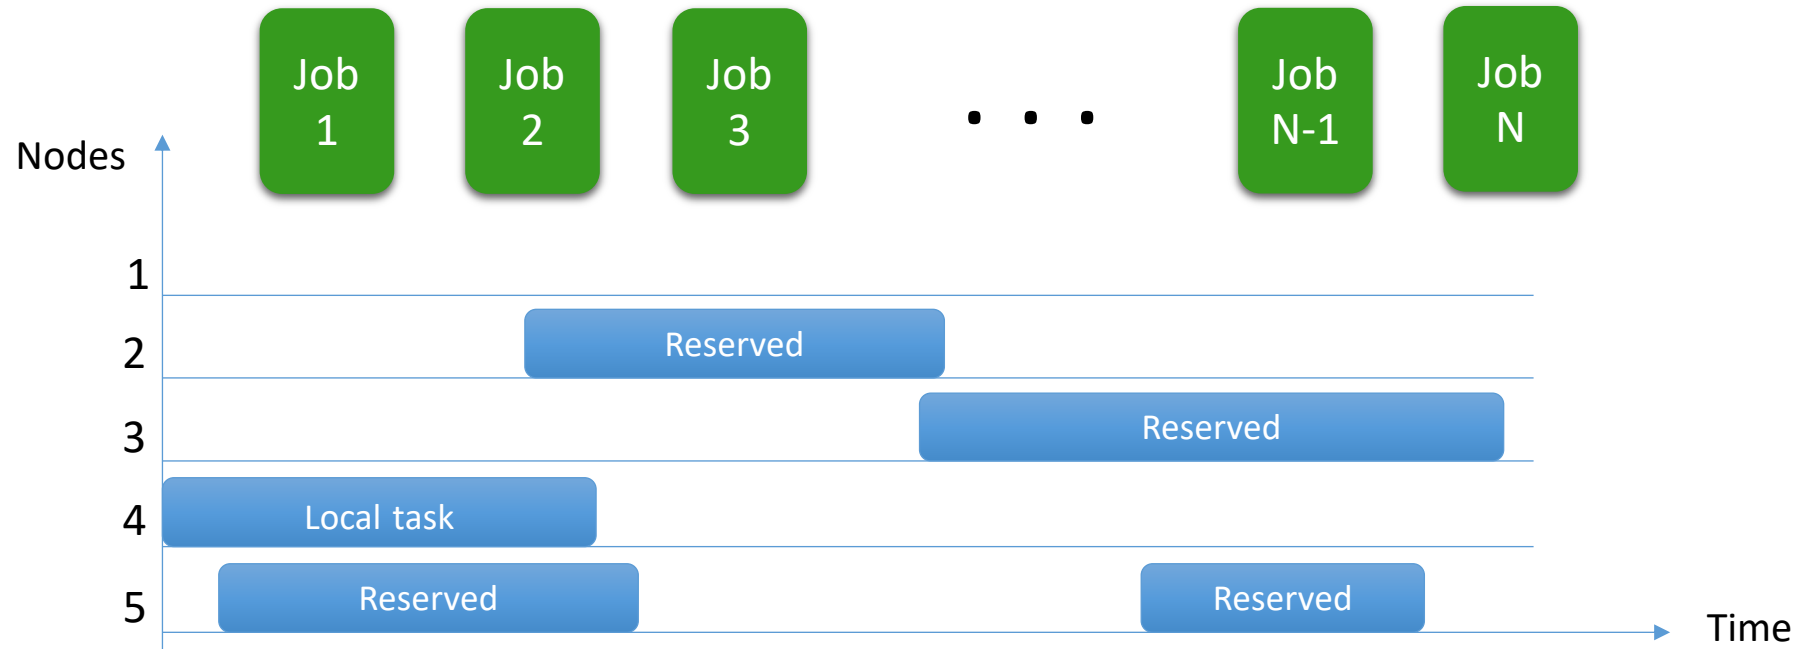 Job
1
Job
2
Job
3
. . .
Job
N-1
Job
N
Nodes
1
2
Reserved
3
Reserved
4
Local task
5
Reserved
Reserved
Time